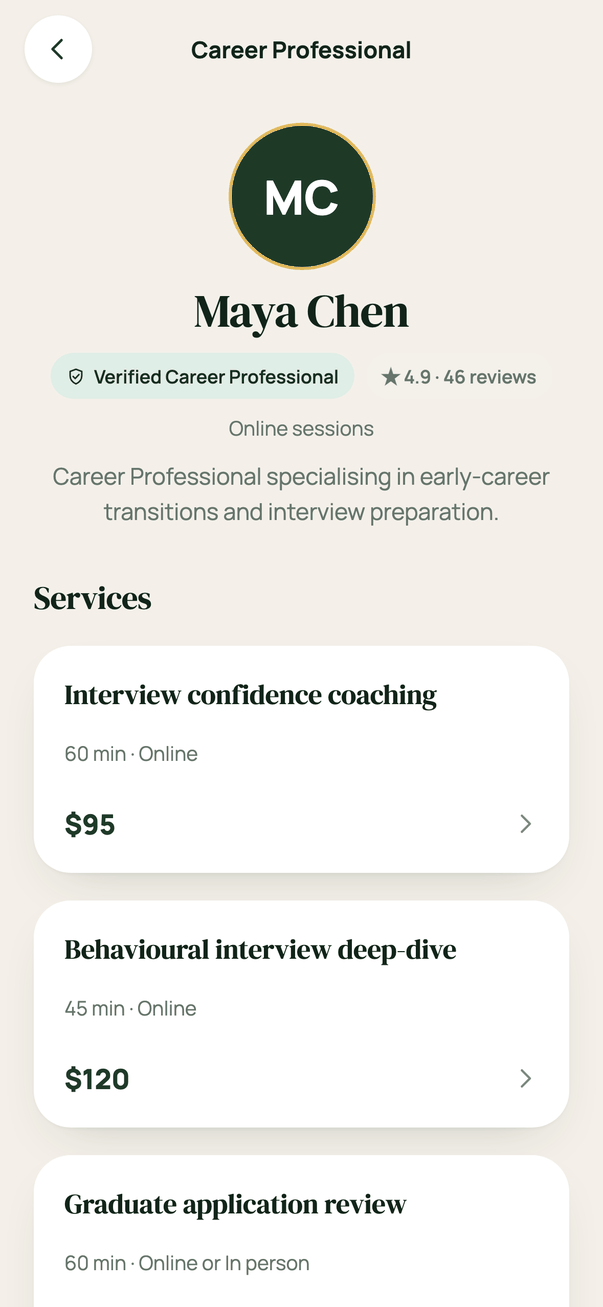 Career Professional
MC
Maya Chen
Verified Career Professional ★ 4.9 · 46 reviews
Online sessions
Career Professional specialising in early-career
transitions and interview preparation.
Services
Interview confidence coaching
60 min · Online
$95
Behavioural interview deep-dive
45 min · Online
$120
Graduate application review
60 min · Online or In person